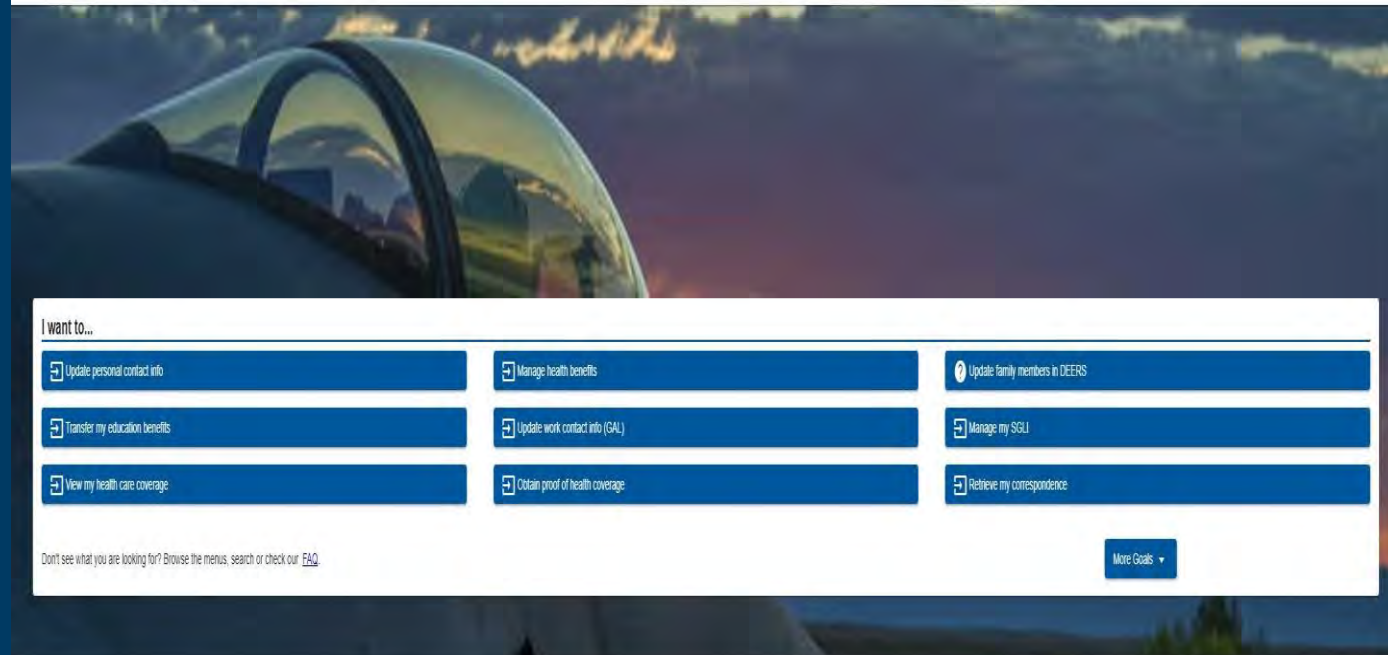 I want to...
Update personal contact info
Manage health benefits
? Update family members in DEERS
Transfer my education benefits
Update work contact info (GAL)
Manage my SGLI
View my health care coverage
Obtain proof of health coverage
Retrieve my correspondence
Don't see what you are looking for? Browse the menus, search or check our FAQ.
More Goals